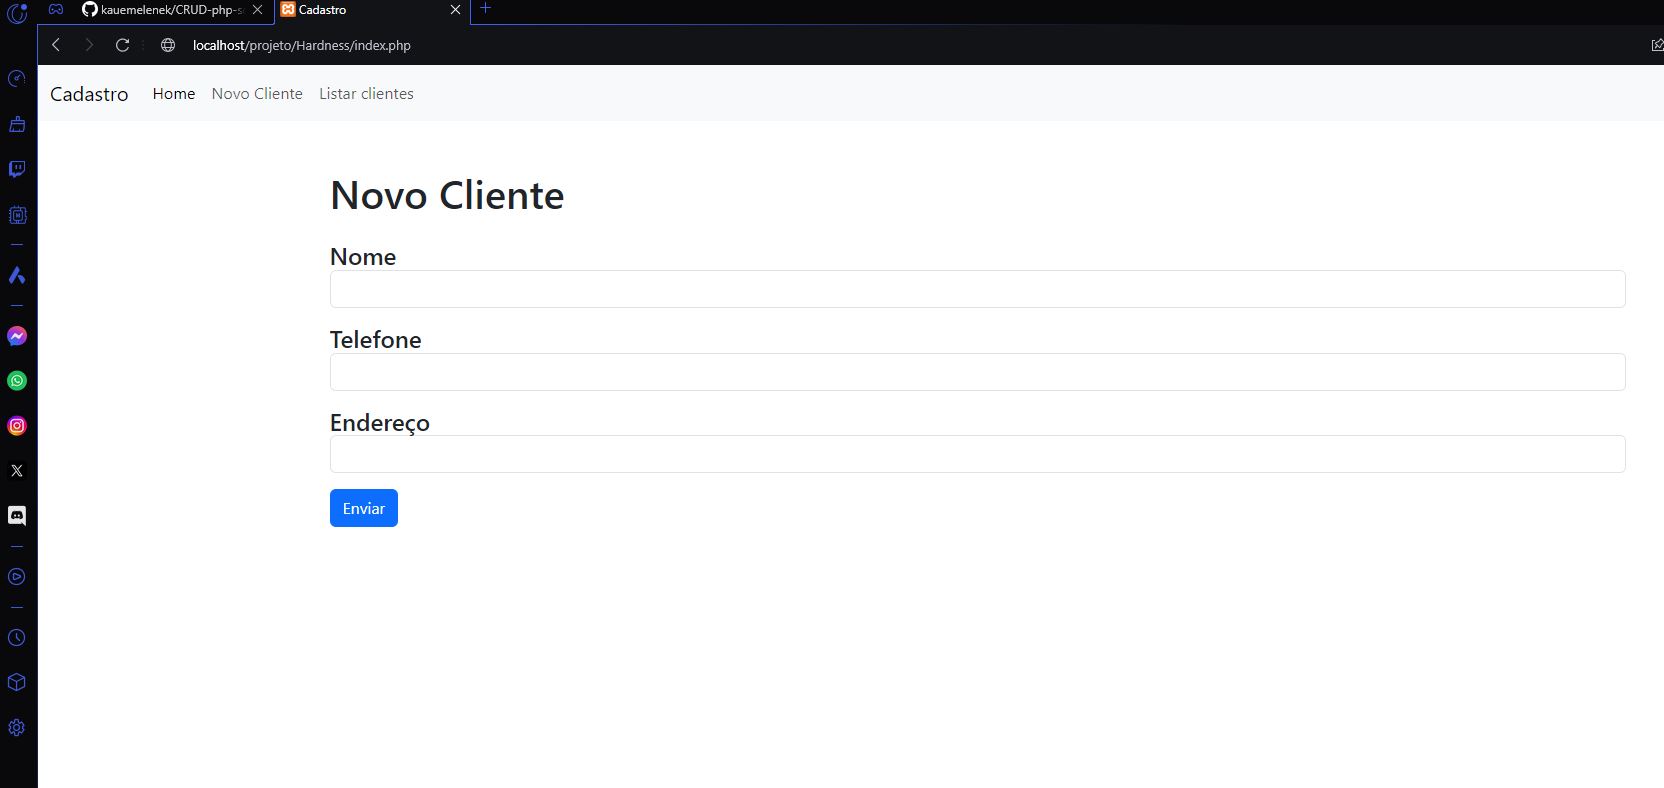 kauemelenek/CRUD-php-s
Cadastro
localhost/projeto/Hardness/index.php
Cadastro Home Novo Cliente Listar clientes
Novo Cliente
Nome
Telefone
Endereço
Enviar